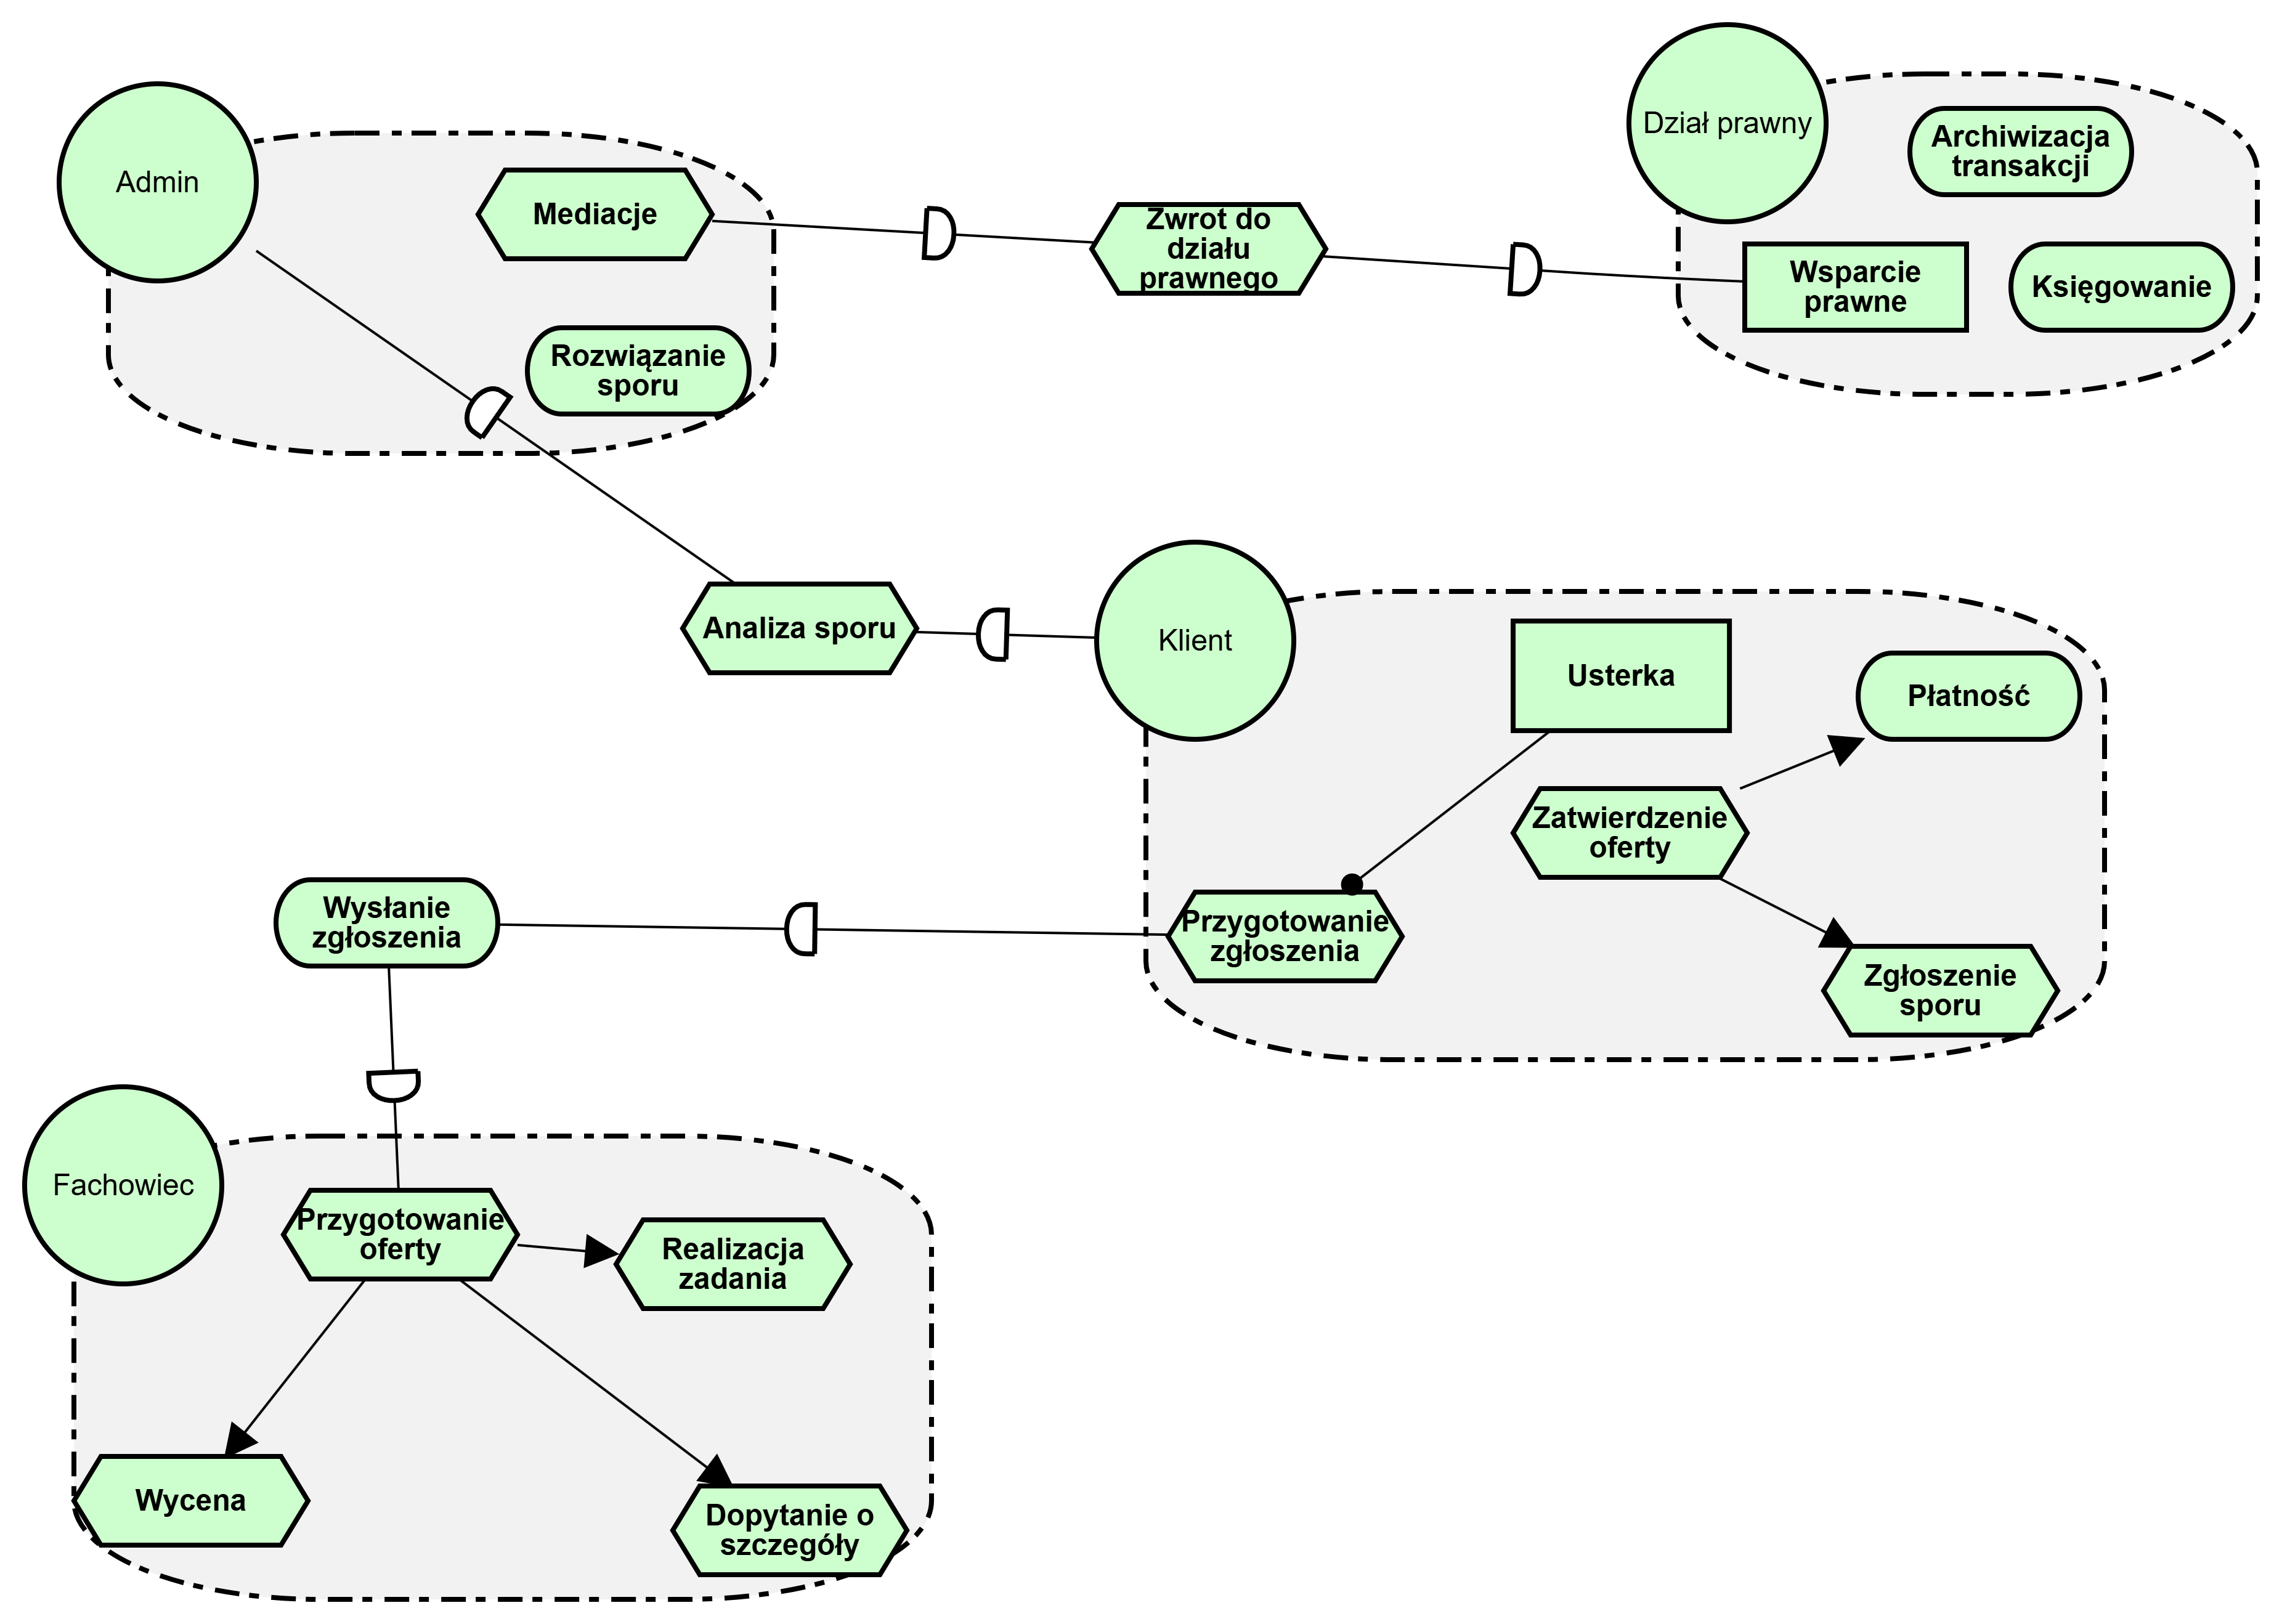 Dział prawny
Archiwizacja
transakcji
Admin
Mediacje
Zwrot do
działu
prawnego
Wsparcie
prawne
Księgowanie
Rozwiązanie
sporu
Analiza sporu
Klient
Usterka
Płatność
Zatwierdzenie
oferty
Wysłanie
zgłoszenia
Przygotowanie
zgłoszenia
Zgłoszenie
sporu
Fachowiec
Przygotowanie
oferty
Realizacja
zadania
Wycena
Dopytanie o
szczegóły